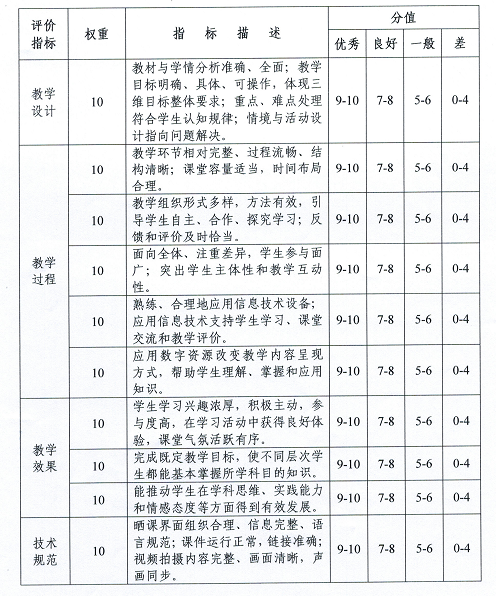 评价指标 权重 指标描述 分值
优秀 良好 一般 差
教学设计 10 教材与学情分析准确、全面；教学
目标明确、具体、可操作，体现三
维目标整体要求；重点、难点处理
符合学生认知规律；情境与活动设
计指向问题解决。 9-10 7-8 5-6 0-4
教学过程 10 教学环节相对完整、过程流畅、结
构清晰；课堂容量适当，时间布局
合理。 9-10 7-8 5-6 0-4
10 教学组织形式多样，方法有效，引
导学生自主、合作、探究学习；反
馈和评价及时恰当。 9-10 7-8 5-6 0-4
10 面向全体、注重差异，学生参与面
广；突出学生主体性和教学互动
性。 9-10 7-8 5-6 0-4
10 熟练、合理地应用信息技术设备；
应用信息技术支持学生学习、课堂
交流和教学评价。 9-10 7-8 5-6 0-4
10 应用数字资源改变教学内容呈现
方式，帮助学生理解、掌握和应用
知识。 9-10 7-8 5-6 0-4
教学效果 10 学生学习兴趣浓厚，积极主动，参
与度高，在学习活动中获得良好体
验，课堂气氛活跃有序。 9-10 7-8 5-6 0-4
10 完成既定教学目标，使不同层次学
生都能基本掌握所学科目的知识。 9-10 7-8 5-6 0-4
10 能推动学生在学科思维、实践能力
和情感态度等方面得到有效发展。 9-10 7-8 5-6 0-4
技术规范 10 晒课界面组织合理、信息完整、语
言规范；课件运行正常，链接准确；
视频拍摄内容完整、画面清晰，声
画同步。 9-10 7-8 5-6 0-4